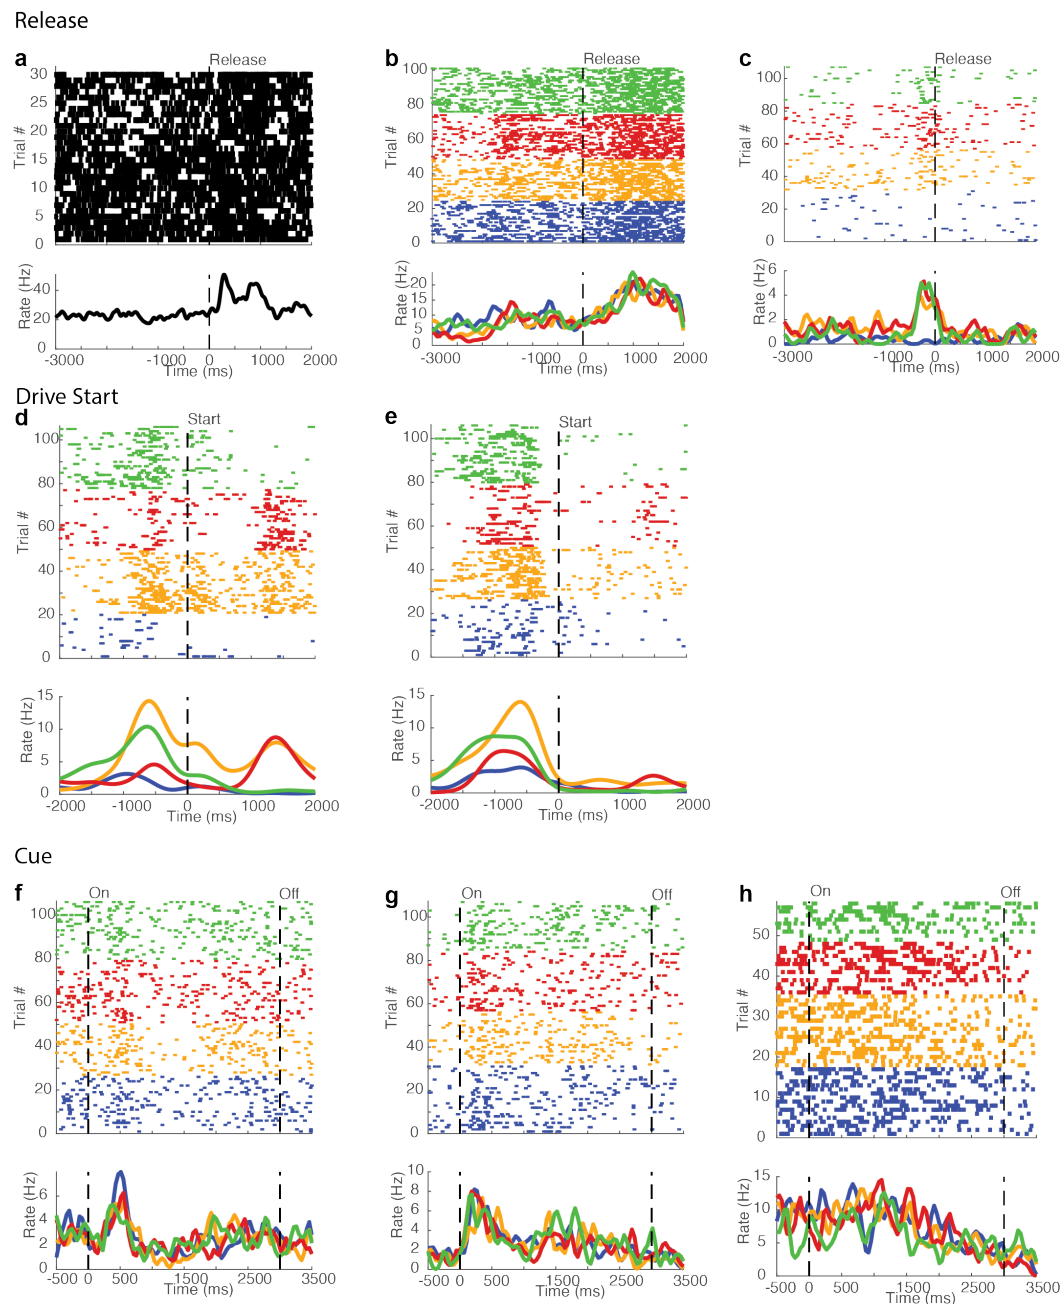 Release
a
Release
30
25
20
15
10
5
0
Trial #
40
20
0
Rate (Hz)
-3000
-1000
0
1000
2000
Time (ms)
b
Release
100
80
60
40
20
0
Trial #
20
15
10
5
0
Rate (Hz)
-3000
-1000
0
1000
2000
Time (ms)
c
Release
100
80
60
40
20
0
Trial #
6
4
2
0
Rate (Hz)
-3000
-1000
0
1000
2000
Time (ms)
Drive Start
d
Start
100
80
60
40
20
0
Trial #
15
10
5
0
Rate (Hz)
-2000
-1000
0
1000
2000
Time (ms)
e
Start
100
80
60
40
20
0
Trial #
15
10
5
0
Rate (Hz)
-2000
-1000
0
1000
2000
Time (ms)
Cue
f
On
Off
100
80
60
40
20
0
Trial #
6
4
2
0
Rate (Hz)
-500
0
500
1500
2500
3500
Time (ms)
g
On
Off
100
80
60
40
20
0
Trial #
10
8
6
4
2
0
Rate (Hz)
-500
0
500
1500
2500
3500
Time (ms)
h
On
Off
50
40
30
20
10
0
Trial #
15
10
5
0
Rate (Hz)
-500
0
500
1500
2500
3500
Time (ms)